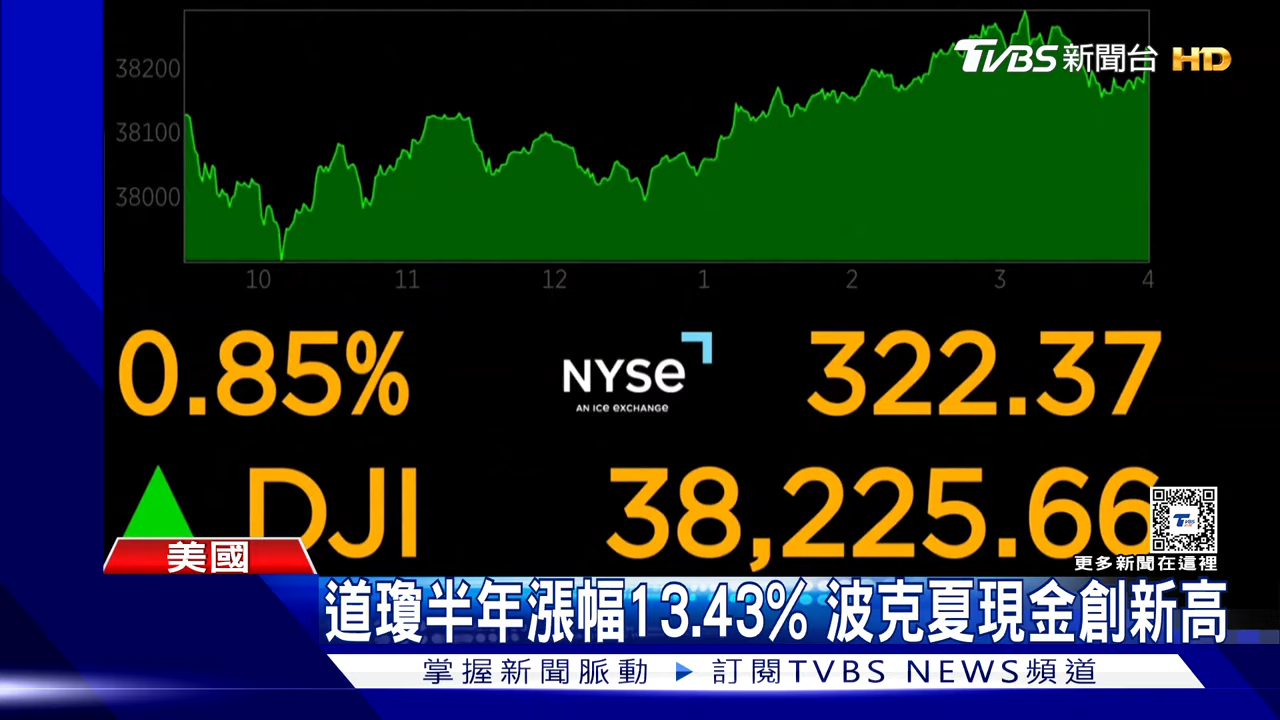 TVBS新聞台 HD
38200
38100
38000
10 11 12 1 2 3 4
0.85% NYSE 322.37
AN ICE EXCHANGE
DJI 38,225.66
TVBS
美國
更多新聞在這裡
道瓊半年漲幅13.43% 波克夏現金創新高
掌握新聞脈動 訂閱TVBS NEWS頻道